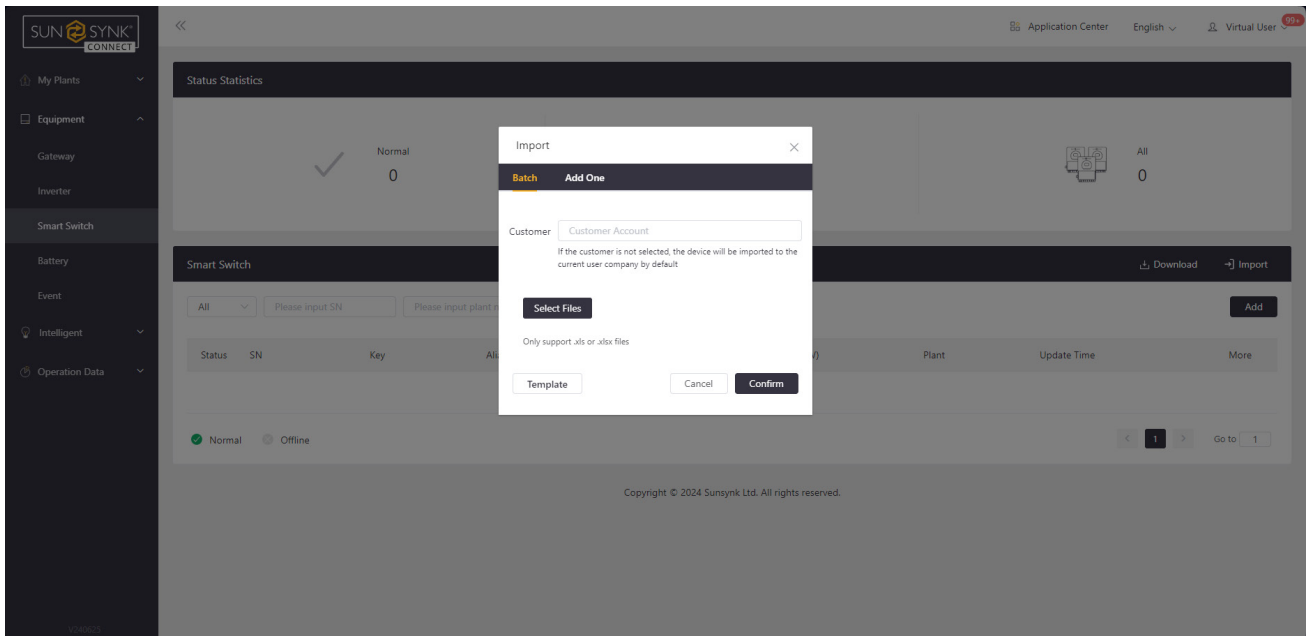 SUN SYNK®
CONNECT
Application Center English Virtual User 99+
My Plants
Equipment
Gateway
Inverter
Smart Switch
Battery
Event
Intelligent
Operation Data
V240625
Status Statistics
Normal
0
All
0
Import
Batch Add One
Customer Customer Account
If the customer is not selected, the device will be imported to the
current user company by default
Select Files
Only support .xls or .xlsx files
Template Cancel Confirm
Smart Switch Download Import
All Please input SN Please input plant Add
Status SN Key Plant Update Time More
Normal Offline 1 Go to 1
Copyright © 2024 Sunsynk Ltd. All rights reserved.